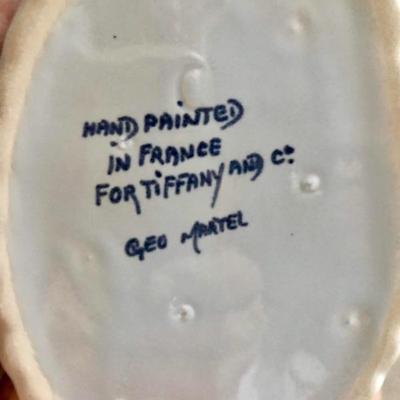 HAND PAINTED
IN FRANCE
FOR TIFFANY AND Co
GEO MARTEL